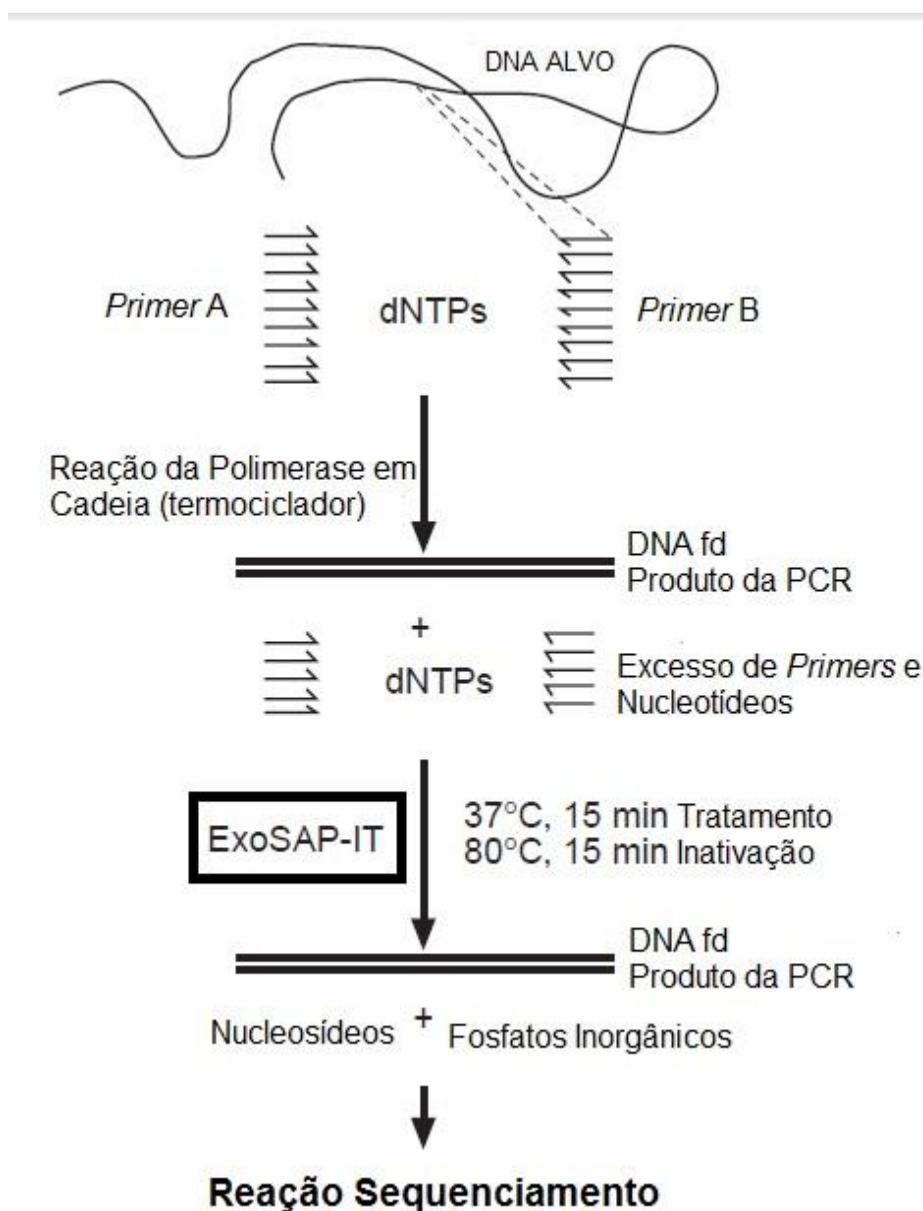 DNA ALVO
Primer A
dNTPs
Primer B
Reação da Polimerase em
Cadeia (termociclador)
DNA fd
Produto da PCR
+
dNTPs
Excesso de Primers e
Nucleotídeos
ExoSAP-IT
37°C, 15 min Tratamento
80°C, 15 min Inativação
DNA fd
Produto da PCR
Nucleosídeos + Fosfatos Inorgânicos
Reação Sequenciamento